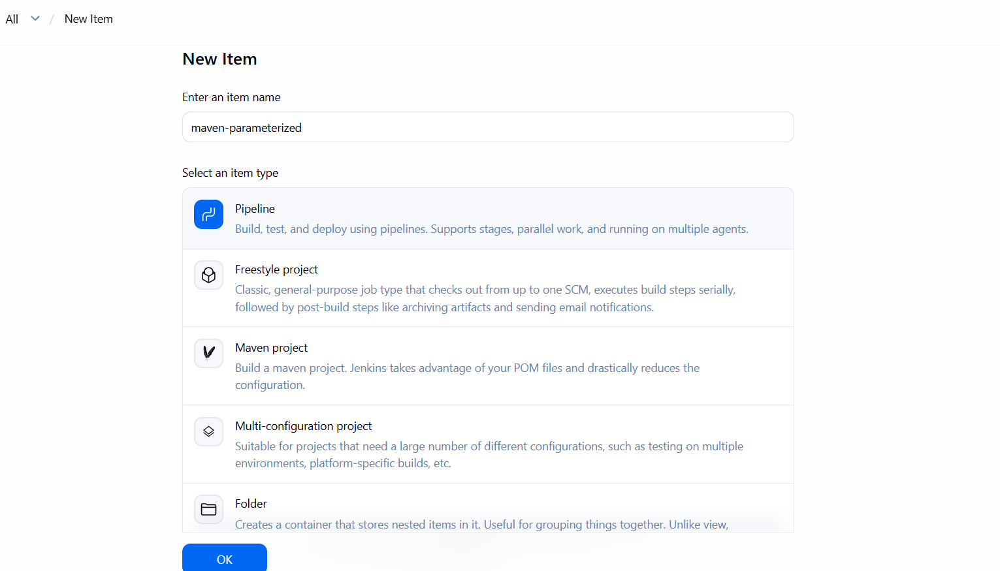 All / New Item
New Item
Enter an item name
maven-parameterized
Select an item type
Pipeline
Build, test, and deploy using pipelines. Supports stages, parallel work, and running on multiple agents.
Freestyle project
Classic, general-purpose job type that checks out from up to one SCM, executes build steps serially,
followed by post-build steps like archiving artifacts and sending email notifications.
Maven project
Build a maven project. Jenkins takes advantage of your POM files and drastically reduces the
configuration.
Multi-configuration project
Suitable for projects that need a large number of different configurations, such as testing on multiple
environments, platform-specific builds, etc.
Folder
Creates a container that stores nested items in it. Useful for grouping things together. Unlike view,
OK